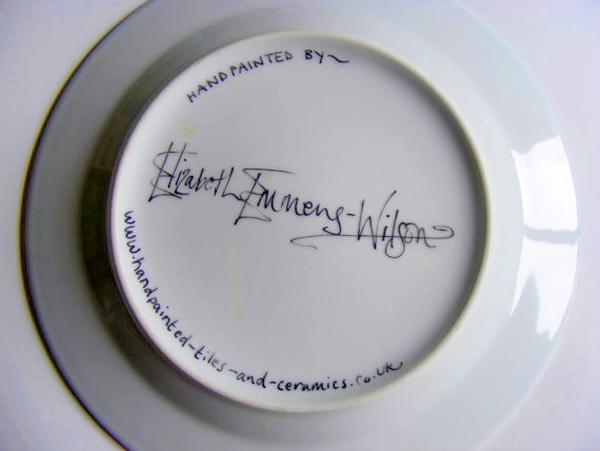 HANDPAINTED BY~
Elizabeth Emmens-Wilson
www.handpainted-tiles-and-ceramics.co.uk